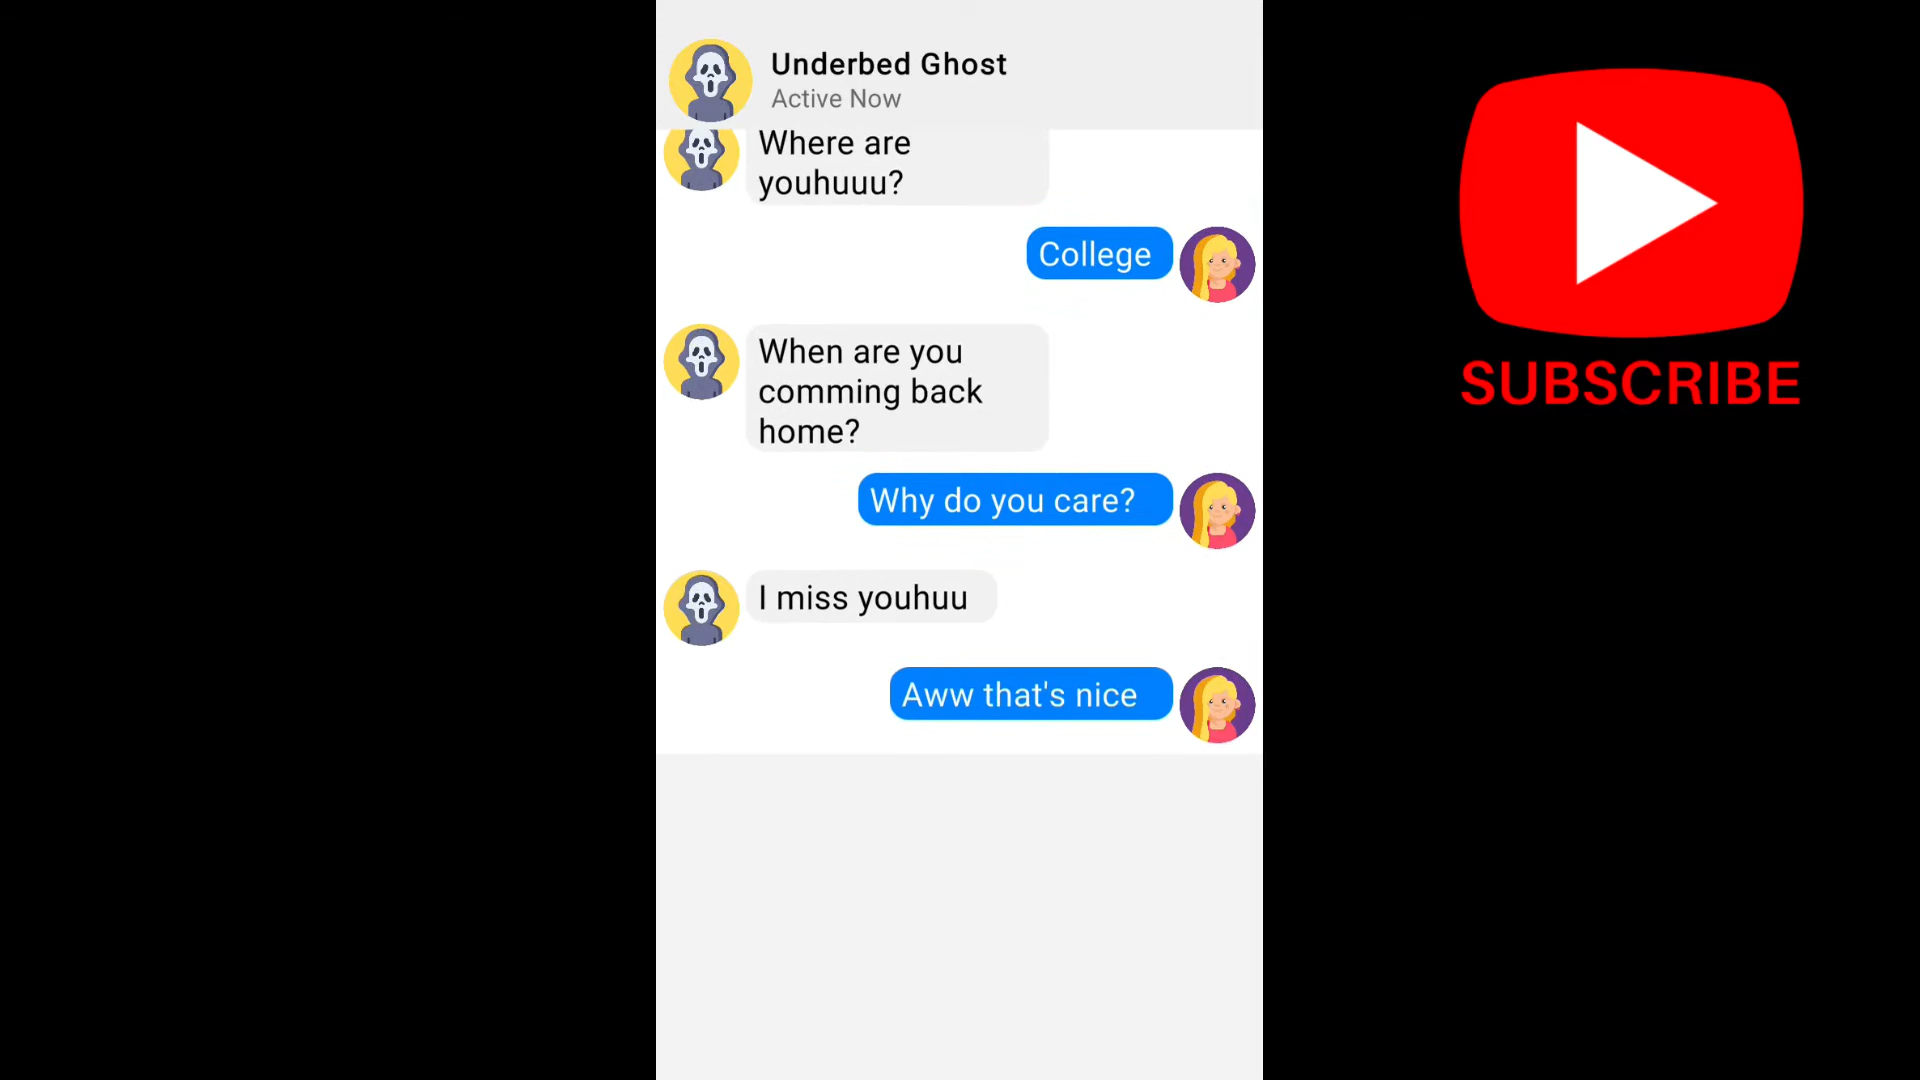 Underbed Ghost
Active Now
Where are
youhuuu?
College
When are you
comming back
home?
Why do you care?
I miss youhuu
Aww that's nice
SUBSCRIBE